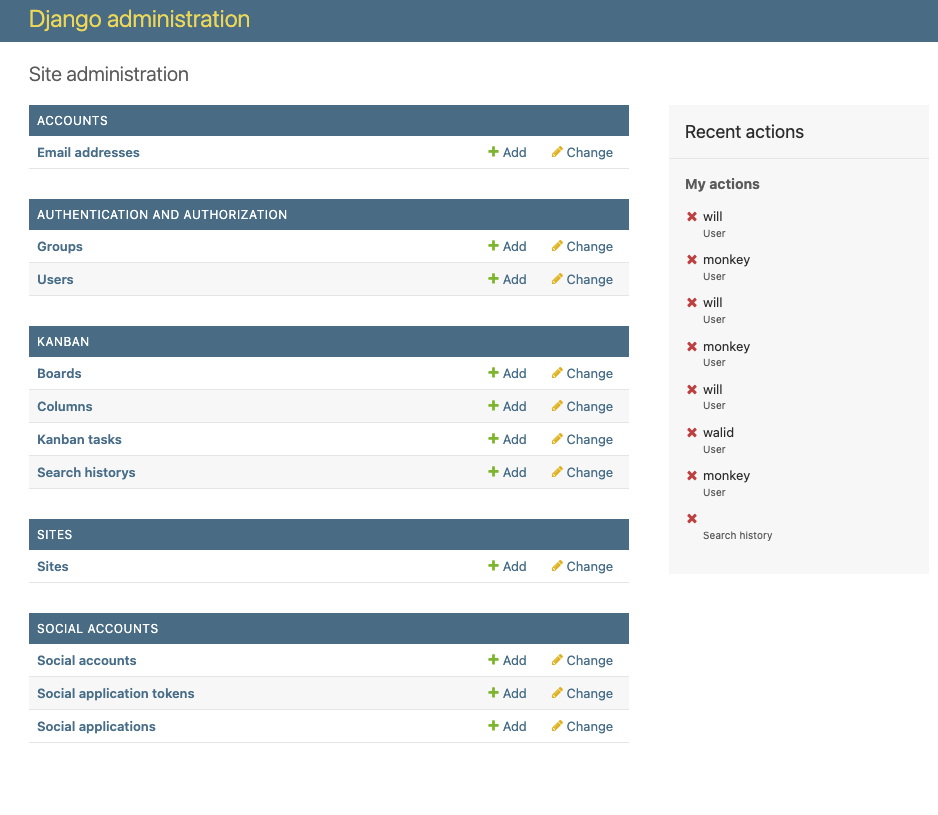 Django administration
Site administration
ACCOUNTS
Email addresses Add Change
AUTHENTICATION AND AUTHORIZATION
Groups Add Change
Users Add Change
KANBAN
Boards Add Change
Columns Add Change
Kanban tasks Add Change
Search historys Add Change
SITES
Sites Add Change
SOCIAL ACCOUNTS
Social accounts Add Change
Social application tokens Add Change
Social applications Add Change
Recent actions
My actions
will
User
monkey
User
will
User
monkey
User
will
User
walid
User
monkey
User
Search history